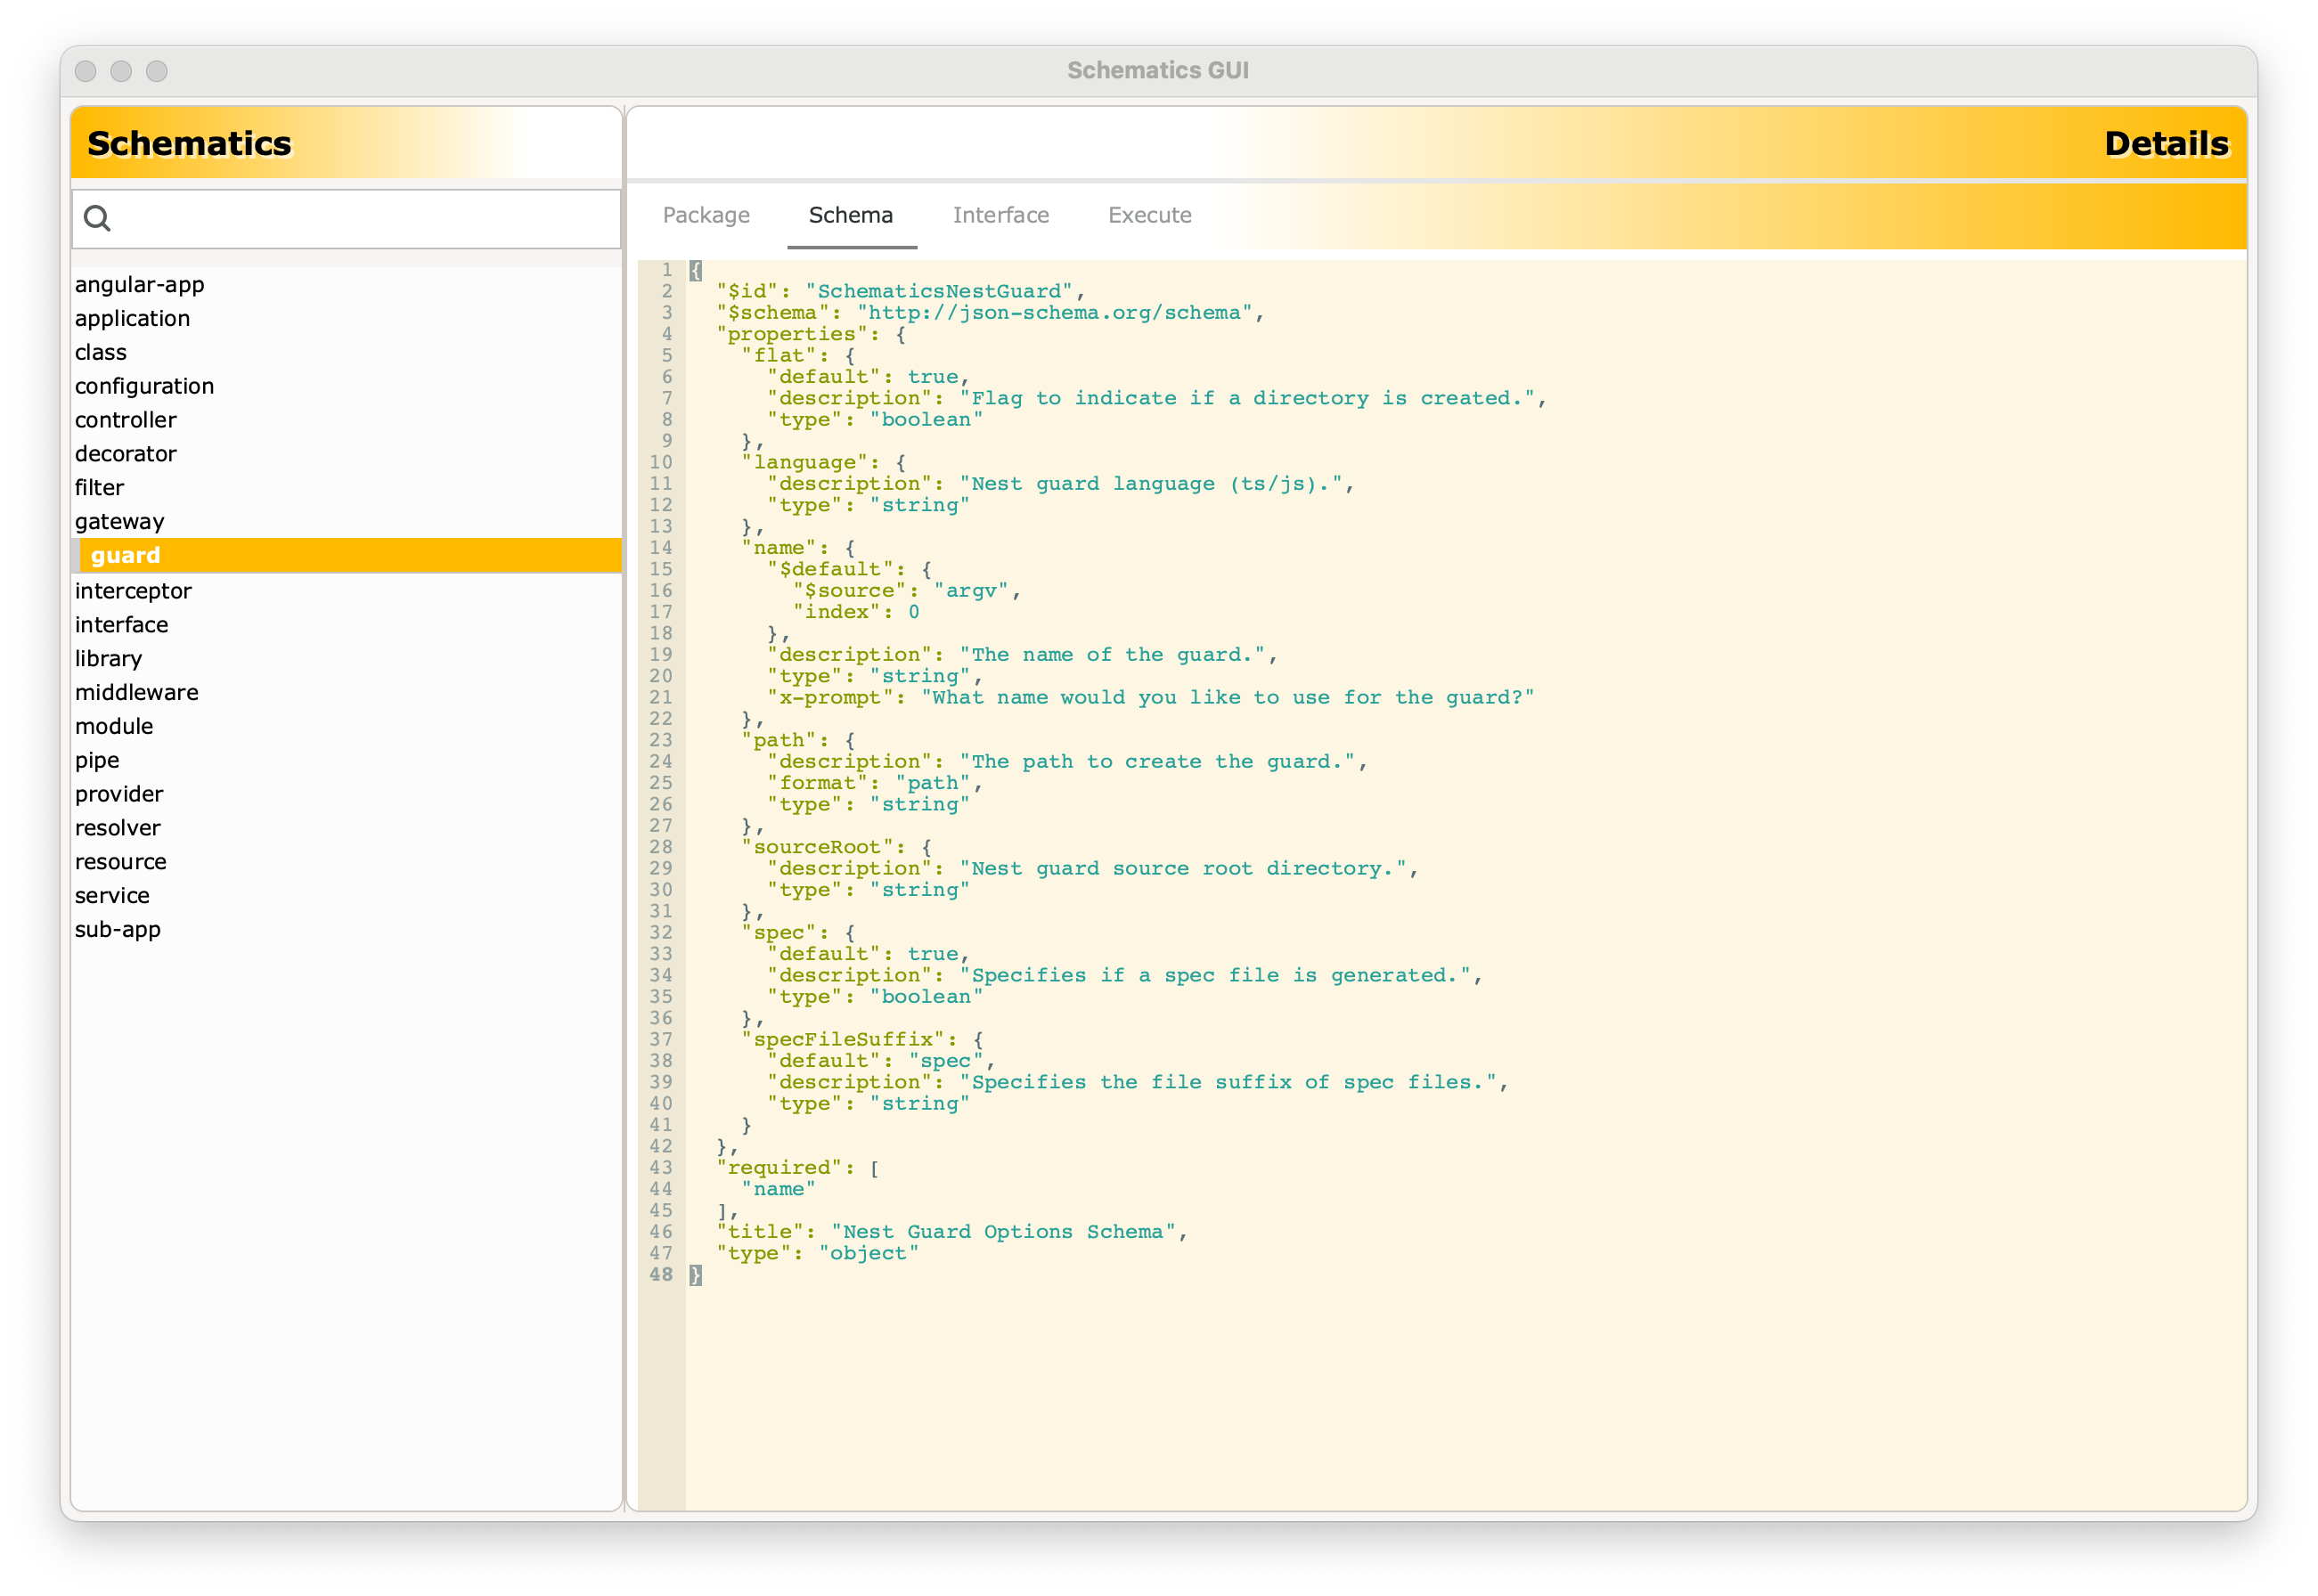 Schematics GUI
Schematics
Details
Package Schema Interface Execute
angular-app
application
class
configuration
controller
decorator
filter
gateway
guard
interceptor
interface
library
middleware
module
pipe
provider
resolver
resource
service
sub-app
1 {
2   "$id": "SchematicsNestGuard",
3   "$schema": "http://json-schema.org/schema",
4   "properties": {
5     "flat": {
6       "default": true,
7       "description": "Flag to indicate if a directory is created.",
8       "type": "boolean"
9     },
10     "language": {
11       "description": "Nest guard language (ts/js).",
12       "type": "string"
13     },
14     "name": {
15       "$default": {
16         "$source": "argv",
17         "index": 0
18       },
19       "description": "The name of the guard.",
20       "type": "string",
21       "x-prompt": "What name would you like to use for the guard?"
22     },
23     "path": {
24       "description": "The path to create the guard.",
25       "format": "path",
26       "type": "string"
27     },
28     "sourceRoot": {
29       "description": "Nest guard source root directory.",
30       "type": "string"
31     },
32     "spec": {
33       "default": true,
34       "description": "Specifies if a spec file is generated.",
35       "type": "boolean"
36     },
37     "specFileSuffix": {
38       "default": "spec",
39       "description": "Specifies the file suffix of spec files.",
40       "type": "string"
41     }
42   },
43   "required": [
44     "name"
45   ],
46   "title": "Nest Guard Options Schema",
47   "type": "object"
48 }